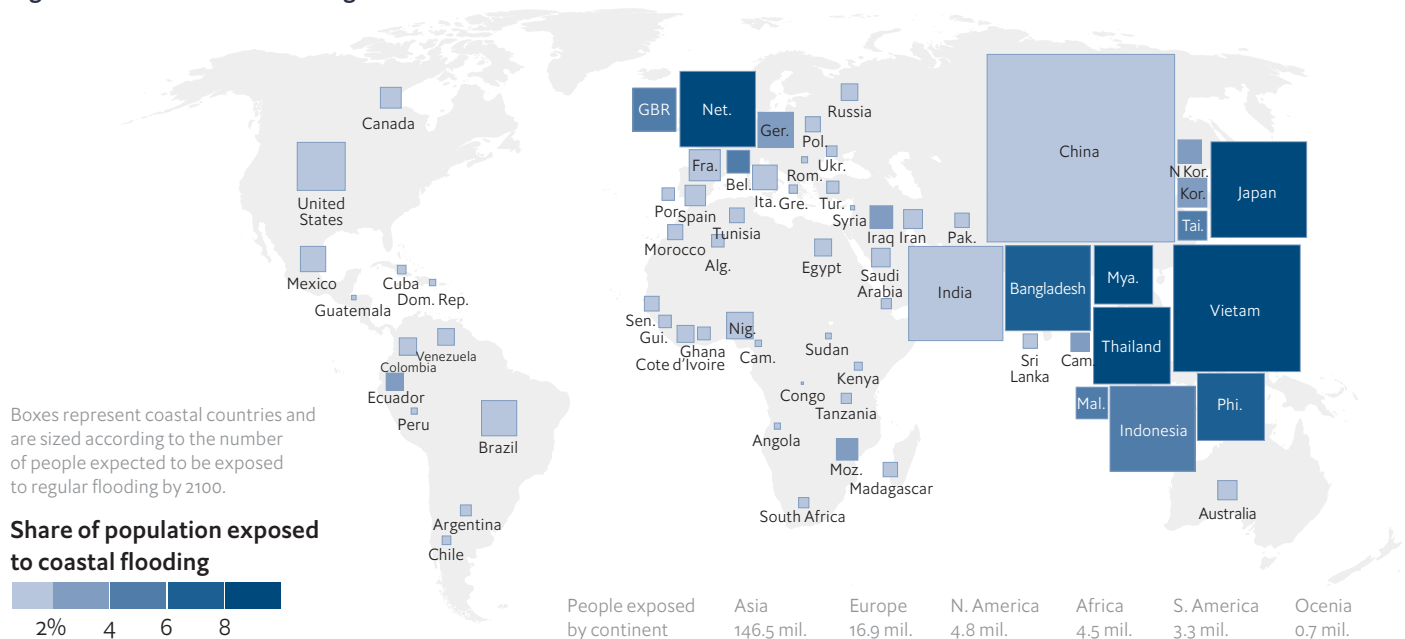 Canada
United
States
Mexico
Cuba
Dom. Rep.
Guatemala
Venezuela
Colombia
Ecuador
Peru
Brazil
Argentina
Chile
GBR
Net.
Ger.
Russia
Pol.
Ukr.
Fra.
Bel.
Rom.
Ita.
Gre.
Tur.
Por.
Spain
Syria
Tunisia
Morocco
Alg.
Egypt
Iraq
Iran
Pak.
Saudi
Arabia
Sen.
Gui.
Nig.
Ghana
Cote d'Ivoire
Cam.
Sudan
Kenya
Congo
Tanzania
Angola
Moz.
Madagascar
South Africa
China
N Kor.
Kor.
Japan
Tai.
India
Bangladesh
Mya.
Vietam
Thailand
Sri
Lanka
Cam.
Mal.
Indonesia
Phi.
Australia
Boxes represent coastal countries and
are sized according to the number
of people expected to be exposed
to regular flooding by 2100.
Share of population exposed
to coastal flooding
2% 4 6 8
People exposed
by continent
Asia
146.5 mil.
Europe
16.9 mil.
N. America
4.8 mil.
Africa
4.5 mil.
S. America
3.3 mil.
Ocenia
0.7 mil.